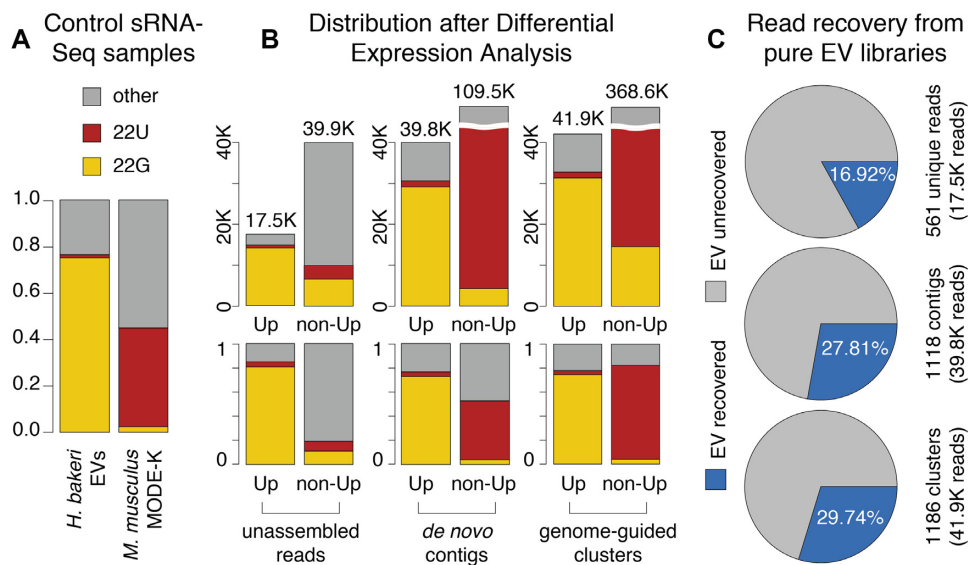 A
Control sRNA-
Seq samples
other
22U
22G
1.0
0.8
0.6
0.4
0.2
0.0
H. bakeri
EVs
M. musculus
MODE-K
B
Distribution after Differential
Expression Analysis
17.5K
39.9K
39.8K
109.5K
41.9K
368.6K
40K
20K
0
40K
20K
0
40K
20K
0
Up non-Up
Up non-Up
Up non-Up
1
0
1
0
1
0
Up non-Up
Up non-Up
Up non-Up
unassembled
reads
de novo
contigs
genome-guided
clusters
C
Read recovery from
pure EV libraries
EV unrecovered
EV recovered
16.92%
561 unique reads
(17.5K reads)
27.81%
1118 contigs
(39.8K reads)
29.74%
1186 clusters
(41.9K reads)